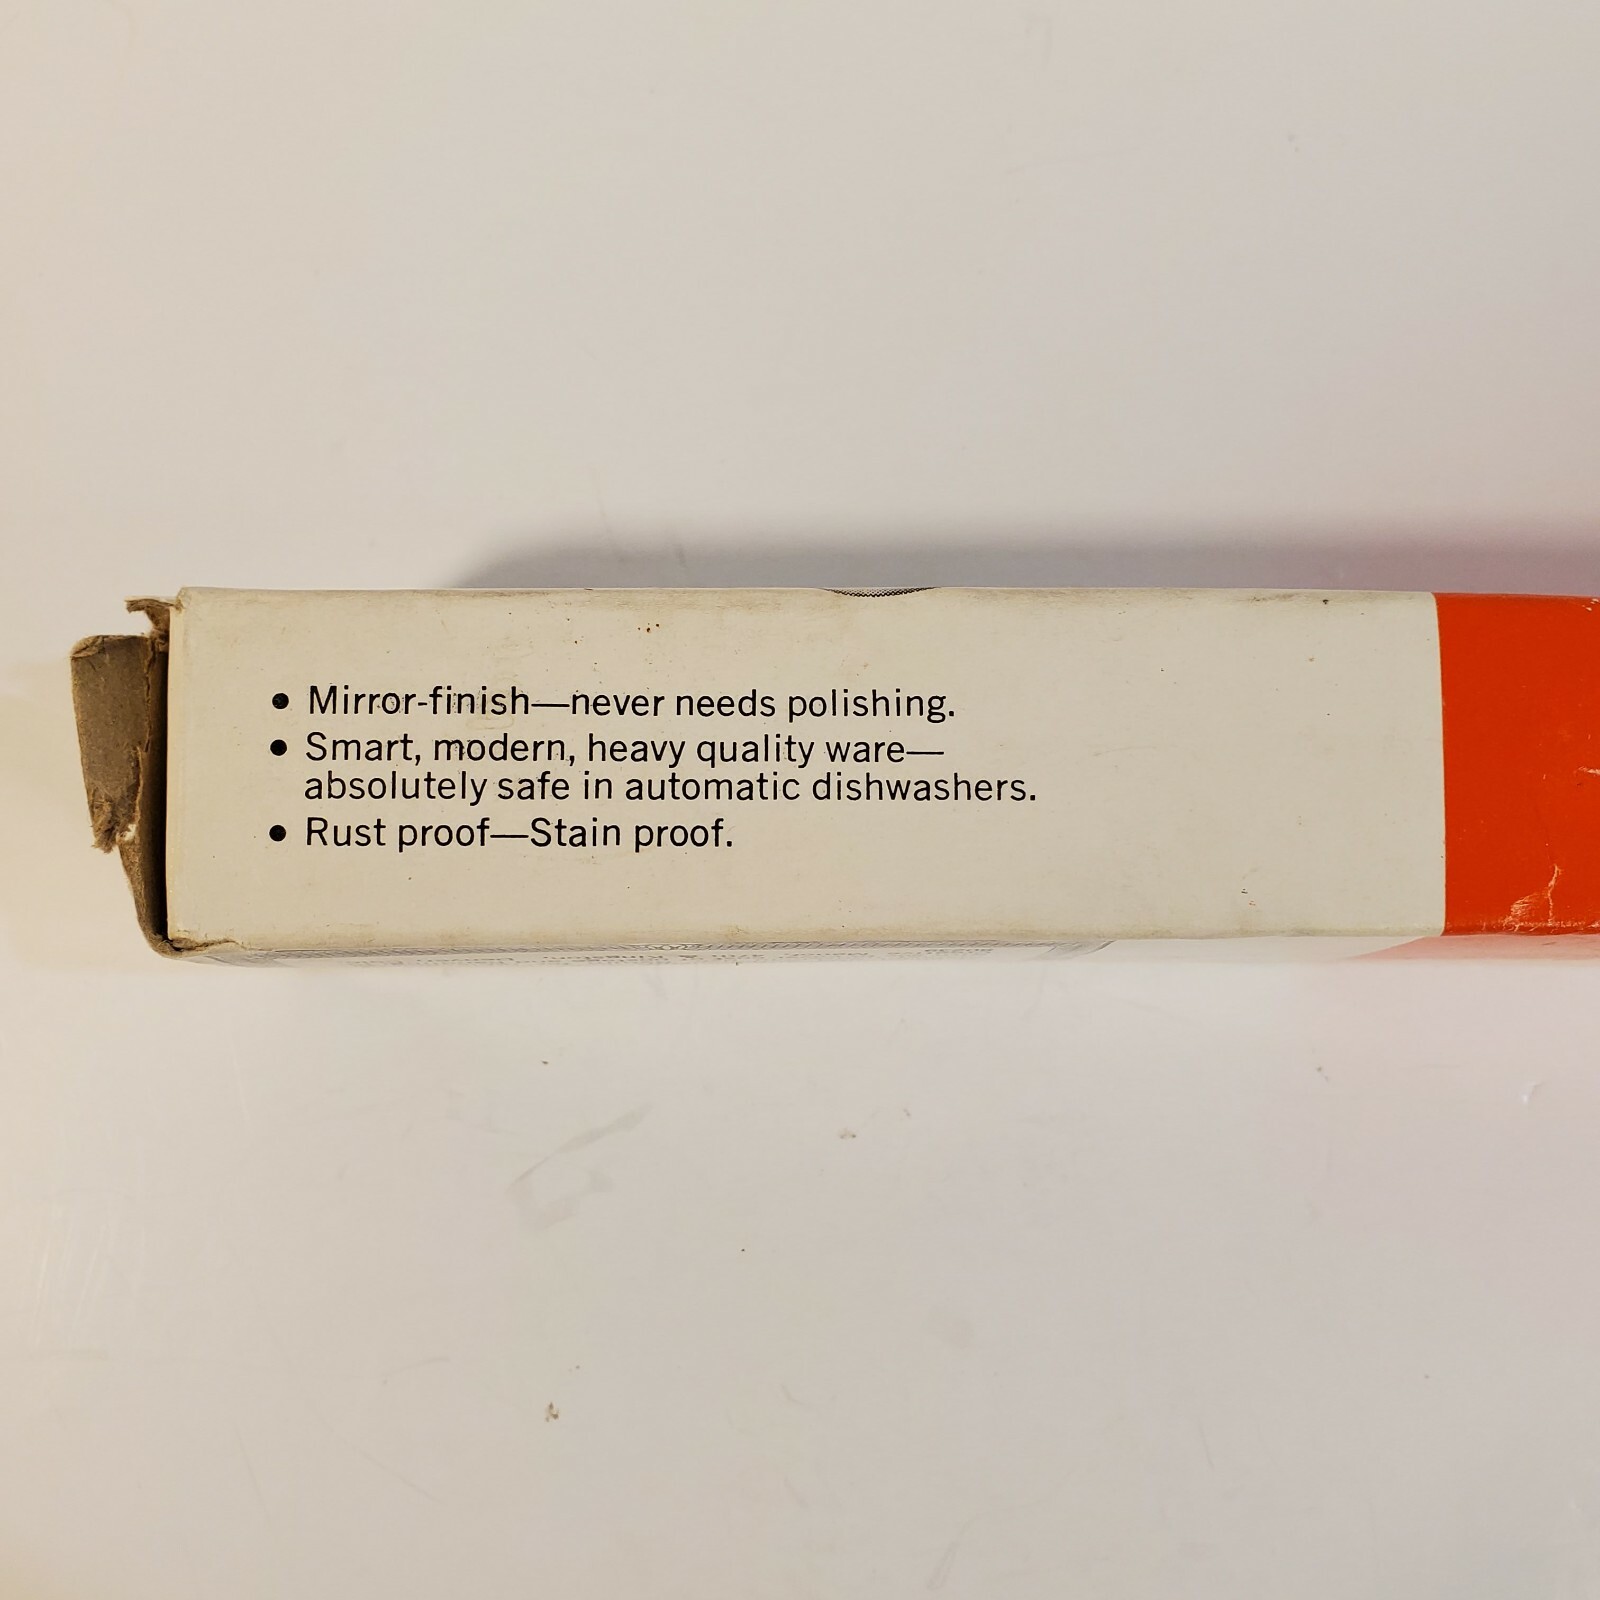 ● Mirror-finish—never needs polishing.
● Smart, modern, heavy quality ware—
absolutely safe in automatic dishwashers.
● Rust proof—Stain proof.